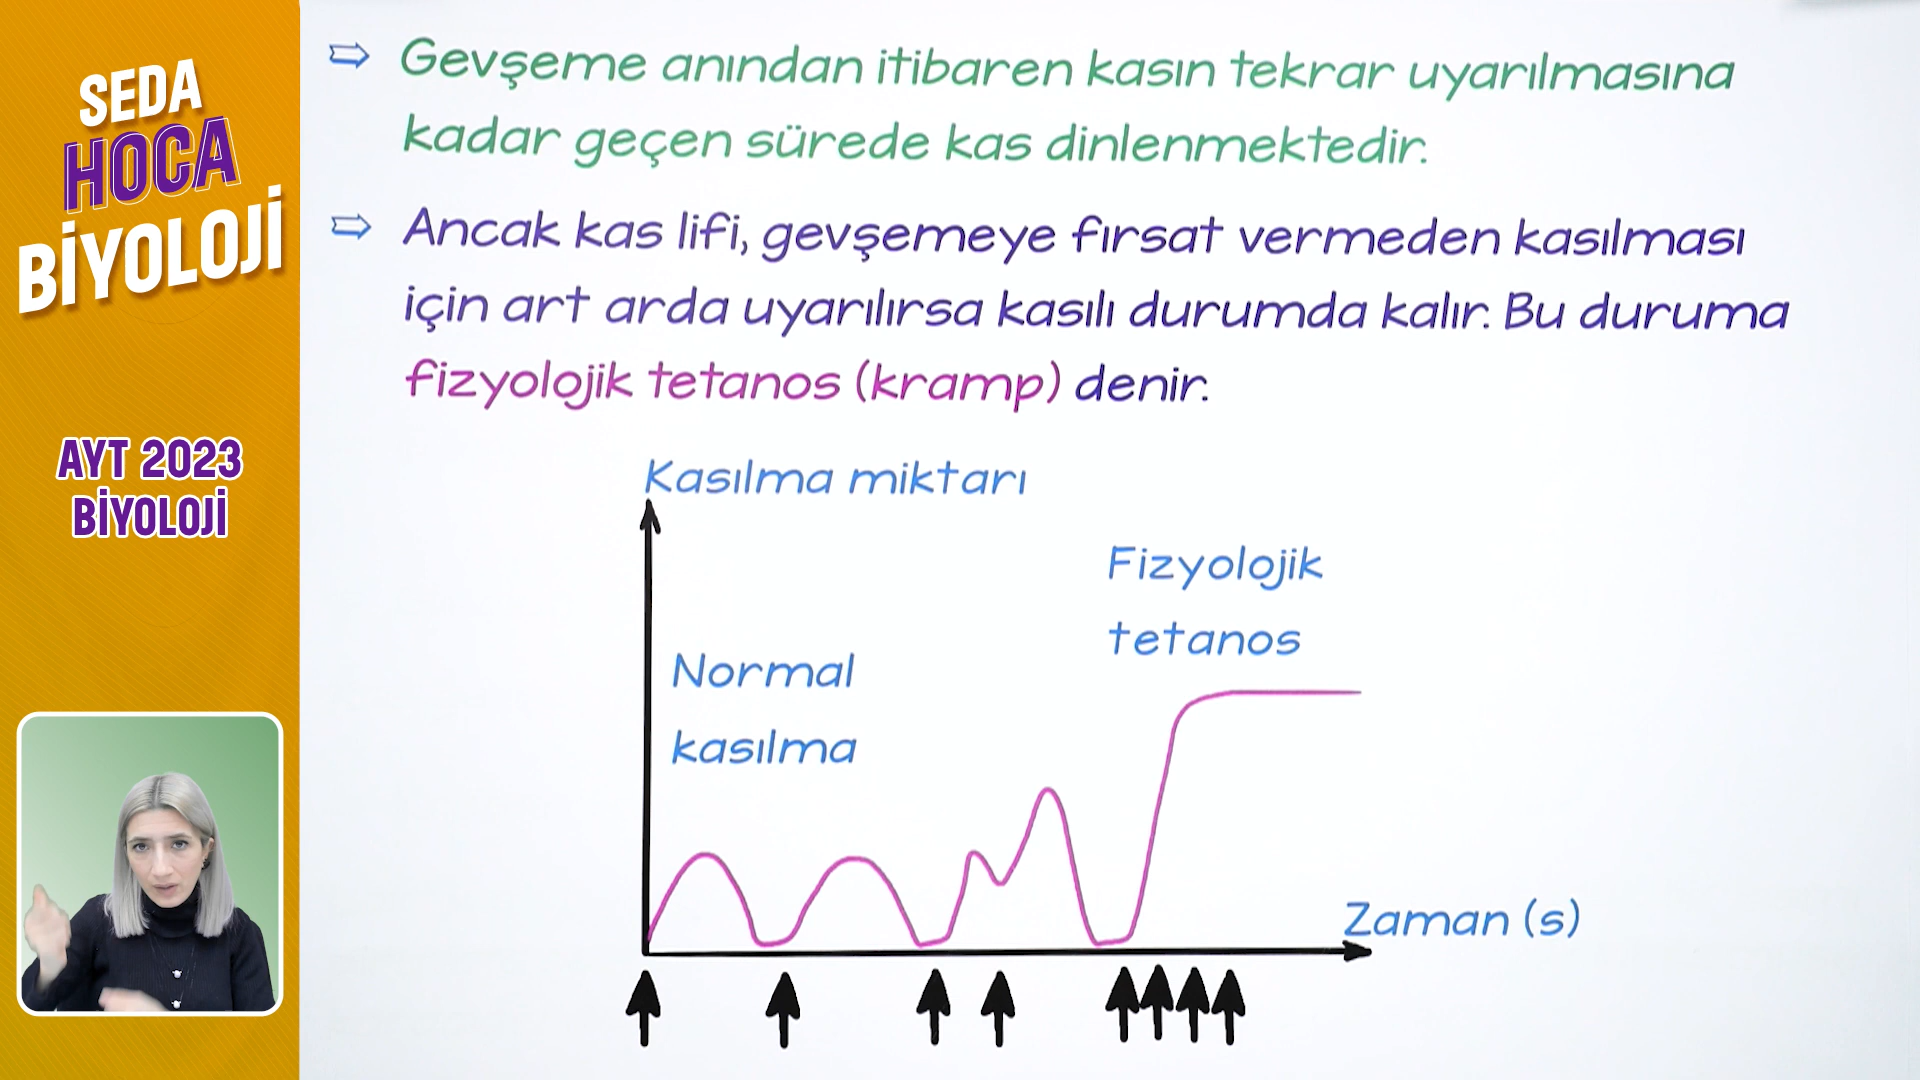 SEDA
HOCA
BİYOLOJİ
AYT 2023
BİYOLOJİ
Gevşeme anından itibaren kasın tekrar uyarılmasına
kadar geçen sürede kas dinlenmektedir.
Ancak kas lifi, gevşemeye fırsat vermeden kasılması
için art arda uyarılırsa kasılı durumda kalır. Bu duruma
fizyolojik tetanos (kramp) denir.
Kasılma miktarı
Fizyolojik
tetanos
Normal
kasılma
Zaman (s)